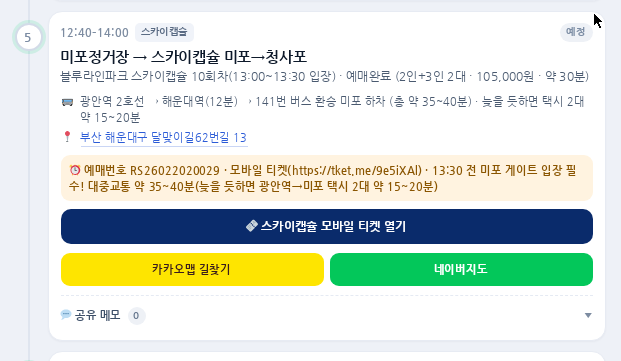 5
12:40-14:00 스카이캡슐 예정
미포정거장 → 스카이캡슐 미포→청사포
블루라인파크 스카이캡슐 10회차(13:00~13:30 입장) · 예매완료 (2인+3인 2대 · 105,000원 · 약 30분)
광안역 2호선 → 해운대역(12분) → 141번 버스 환승 미포 하차 (총 약 35~40분) · 늦을 듯하면 택시 2대
약 15~20분
부산 해운대구 달맞이길62번길 13
예매번호 RS26022020029 · 모바일 티켓(https://tket.me/9e5iXAl) · 13:30 전 미포 게이트 입장 필
수! 대중교통 약 35~40분(늦을 듯하면 광안역→미포 택시 2대 약 15~20분)
스카이캡슐 모바일 티켓 열기
카카오맵 길찾기 네이버지도
공유 메모 0